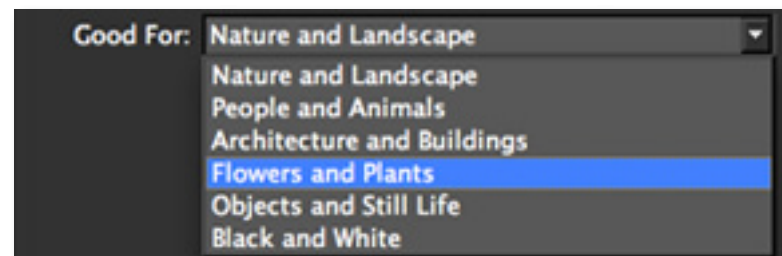 Good For: Nature and Landscape
Nature and Landscape
People and Animals
Architecture and Buildings
Flowers and Plants
Objects and Still Life
Black and White